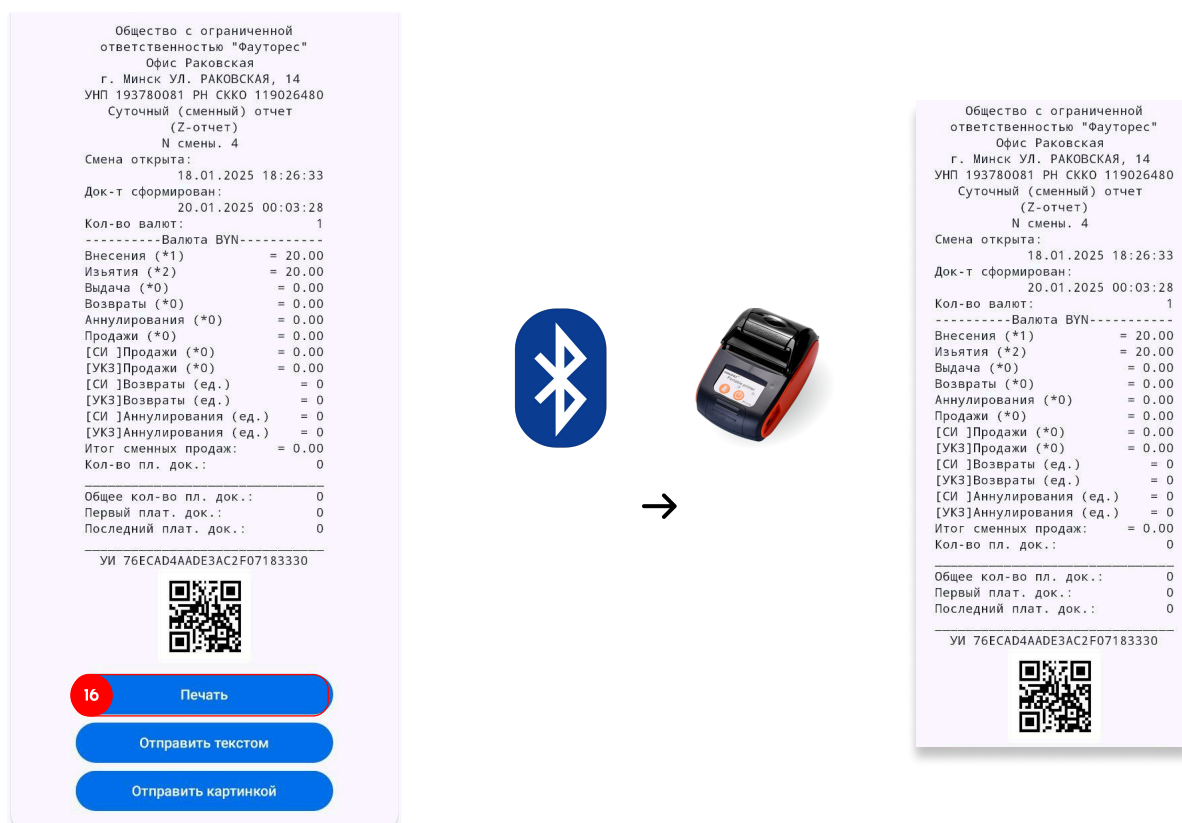 Общество с ограниченной
ответственностью "Фауторес"
Офис Раковская
г. Минск УЛ. РАКОВСКАЯ, 14
УНП 193780081 РН СККО 119026480
Суточный (сменный) отчет
(Z-отчет)
N смены. 4
Смена открыта:
18.01.2025 18:26:33
Док-т сформирован:
20.01.2025 00:03:28
Кол-во валют: 1
----------Валюта BYN-----------
Внесения (*1) = 20.00
Изьятия (*2) = 20.00
Выдача (*0) = 0.00
Возвраты (*0) = 0.00
Аннулирования (*0) = 0.00
Продажи (*0) = 0.00
[СИ ]Продажи (*0) = 0.00
[УКЗ]Продажи (*0) = 0.00
[СИ ]Возвраты (ед.) = 0
[УКЗ]Возвраты (ед.) = 0
[СИ ]Аннулирования (ед.) = 0
[УКЗ]Аннулирования (ед.) = 0
Итог сменных продаж: = 0.00
Кол-во пл. док.: 0
Общее кол-во пл. док.: 0
Первый плат. док.: 0
Последний плат. док.: 0
УИ 76ECAD4AADE3AC2F07183330
16 Печать
Отправить текстом
Отправить картинкой
Общество с ограниченной
ответственностью "Фауторес"
Офис Раковская
г. Минск УЛ. РАКОВСКАЯ, 14
УНП 193780081 РН СККО 119026480
Суточный (сменный) отчет
(Z-отчет)
N смены. 4
Смена открыта:
18.01.2025 18:26:33
Док-т сформирован:
20.01.2025 00:03:28
Кол-во валют: 1
----------Валюта BYN-----------
Внесения (*1) = 20.00
Изьятия (*2) = 20.00
Выдача (*0) = 0.00
Возвраты (*0) = 0.00
Аннулирования (*0) = 0.00
Продажи (*0) = 0.00
[СИ ]Продажи (*0) = 0.00
[УКЗ]Продажи (*0) = 0.00
[СИ ]Возвраты (ед.) = 0
[УКЗ]Возвраты (ед.) = 0
[СИ ]Аннулирования (ед.) = 0
[УКЗ]Аннулирования (ед.) = 0
Итог сменных продаж: = 0.00
Кол-во пл. док.: 0
Общее кол-во пл. док.: 0
Первый плат. док.: 0
Последний плат. док.: 0
УИ 76ECAD4AADE3AC2F07183330